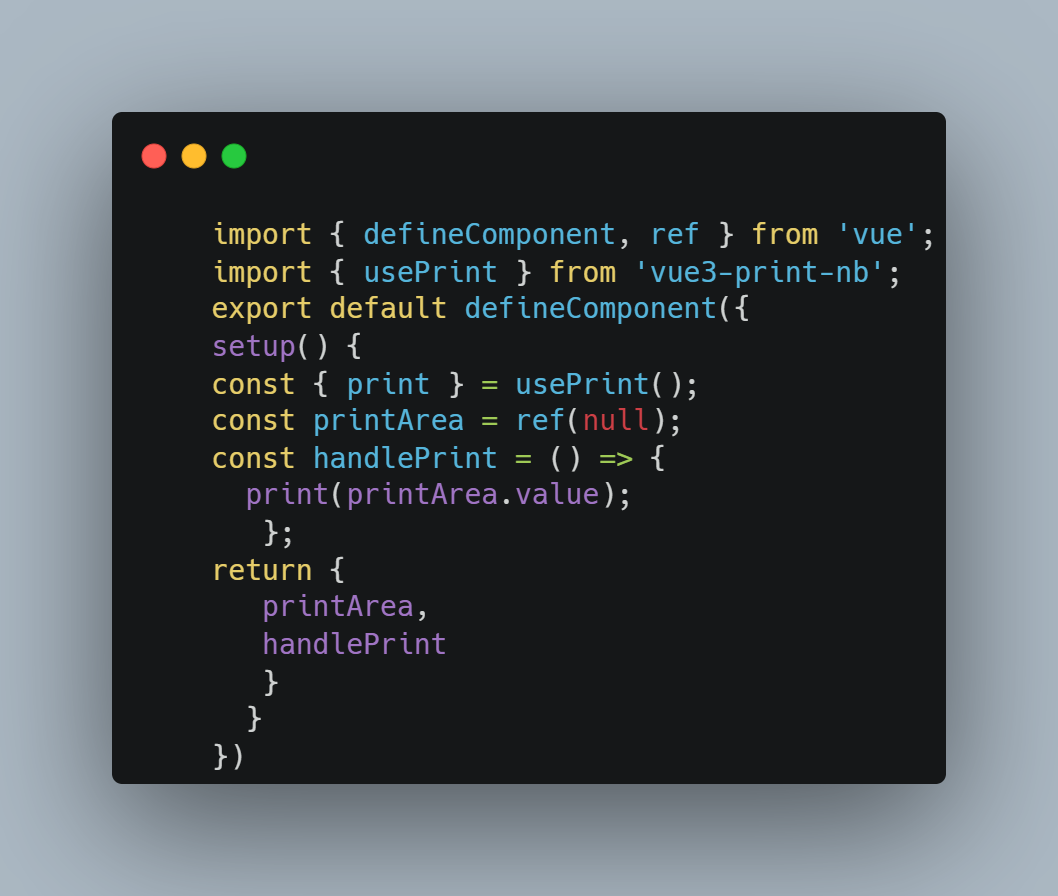 import { defineComponent, ref } from 'vue';
import { usePrint } from 'vue3-print-nb';
export default defineComponent({
setup() {
const { print } = usePrint();
const printArea = ref(null);
const handlePrint = () => {
  print(printArea.value);
   };
return {
   printArea,
   handlePrint
   }
  }
})